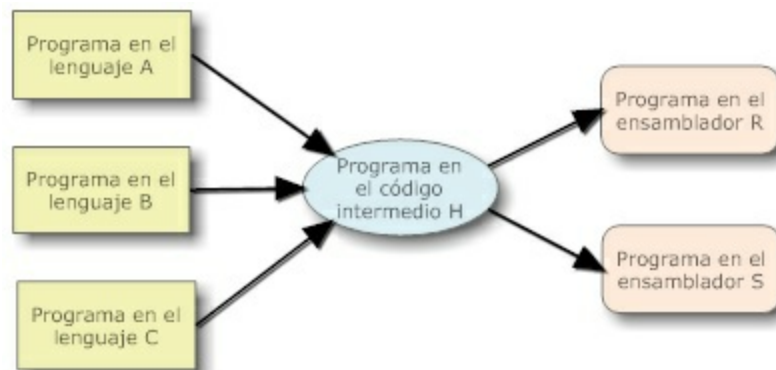 Programa en el
lenguaje A
Programa en el
lenguaje B
Programa en el
lenguaje C
Programa en
el código
intermedio H
Programa en el
ensamblador R
Programa en el
ensamblador S